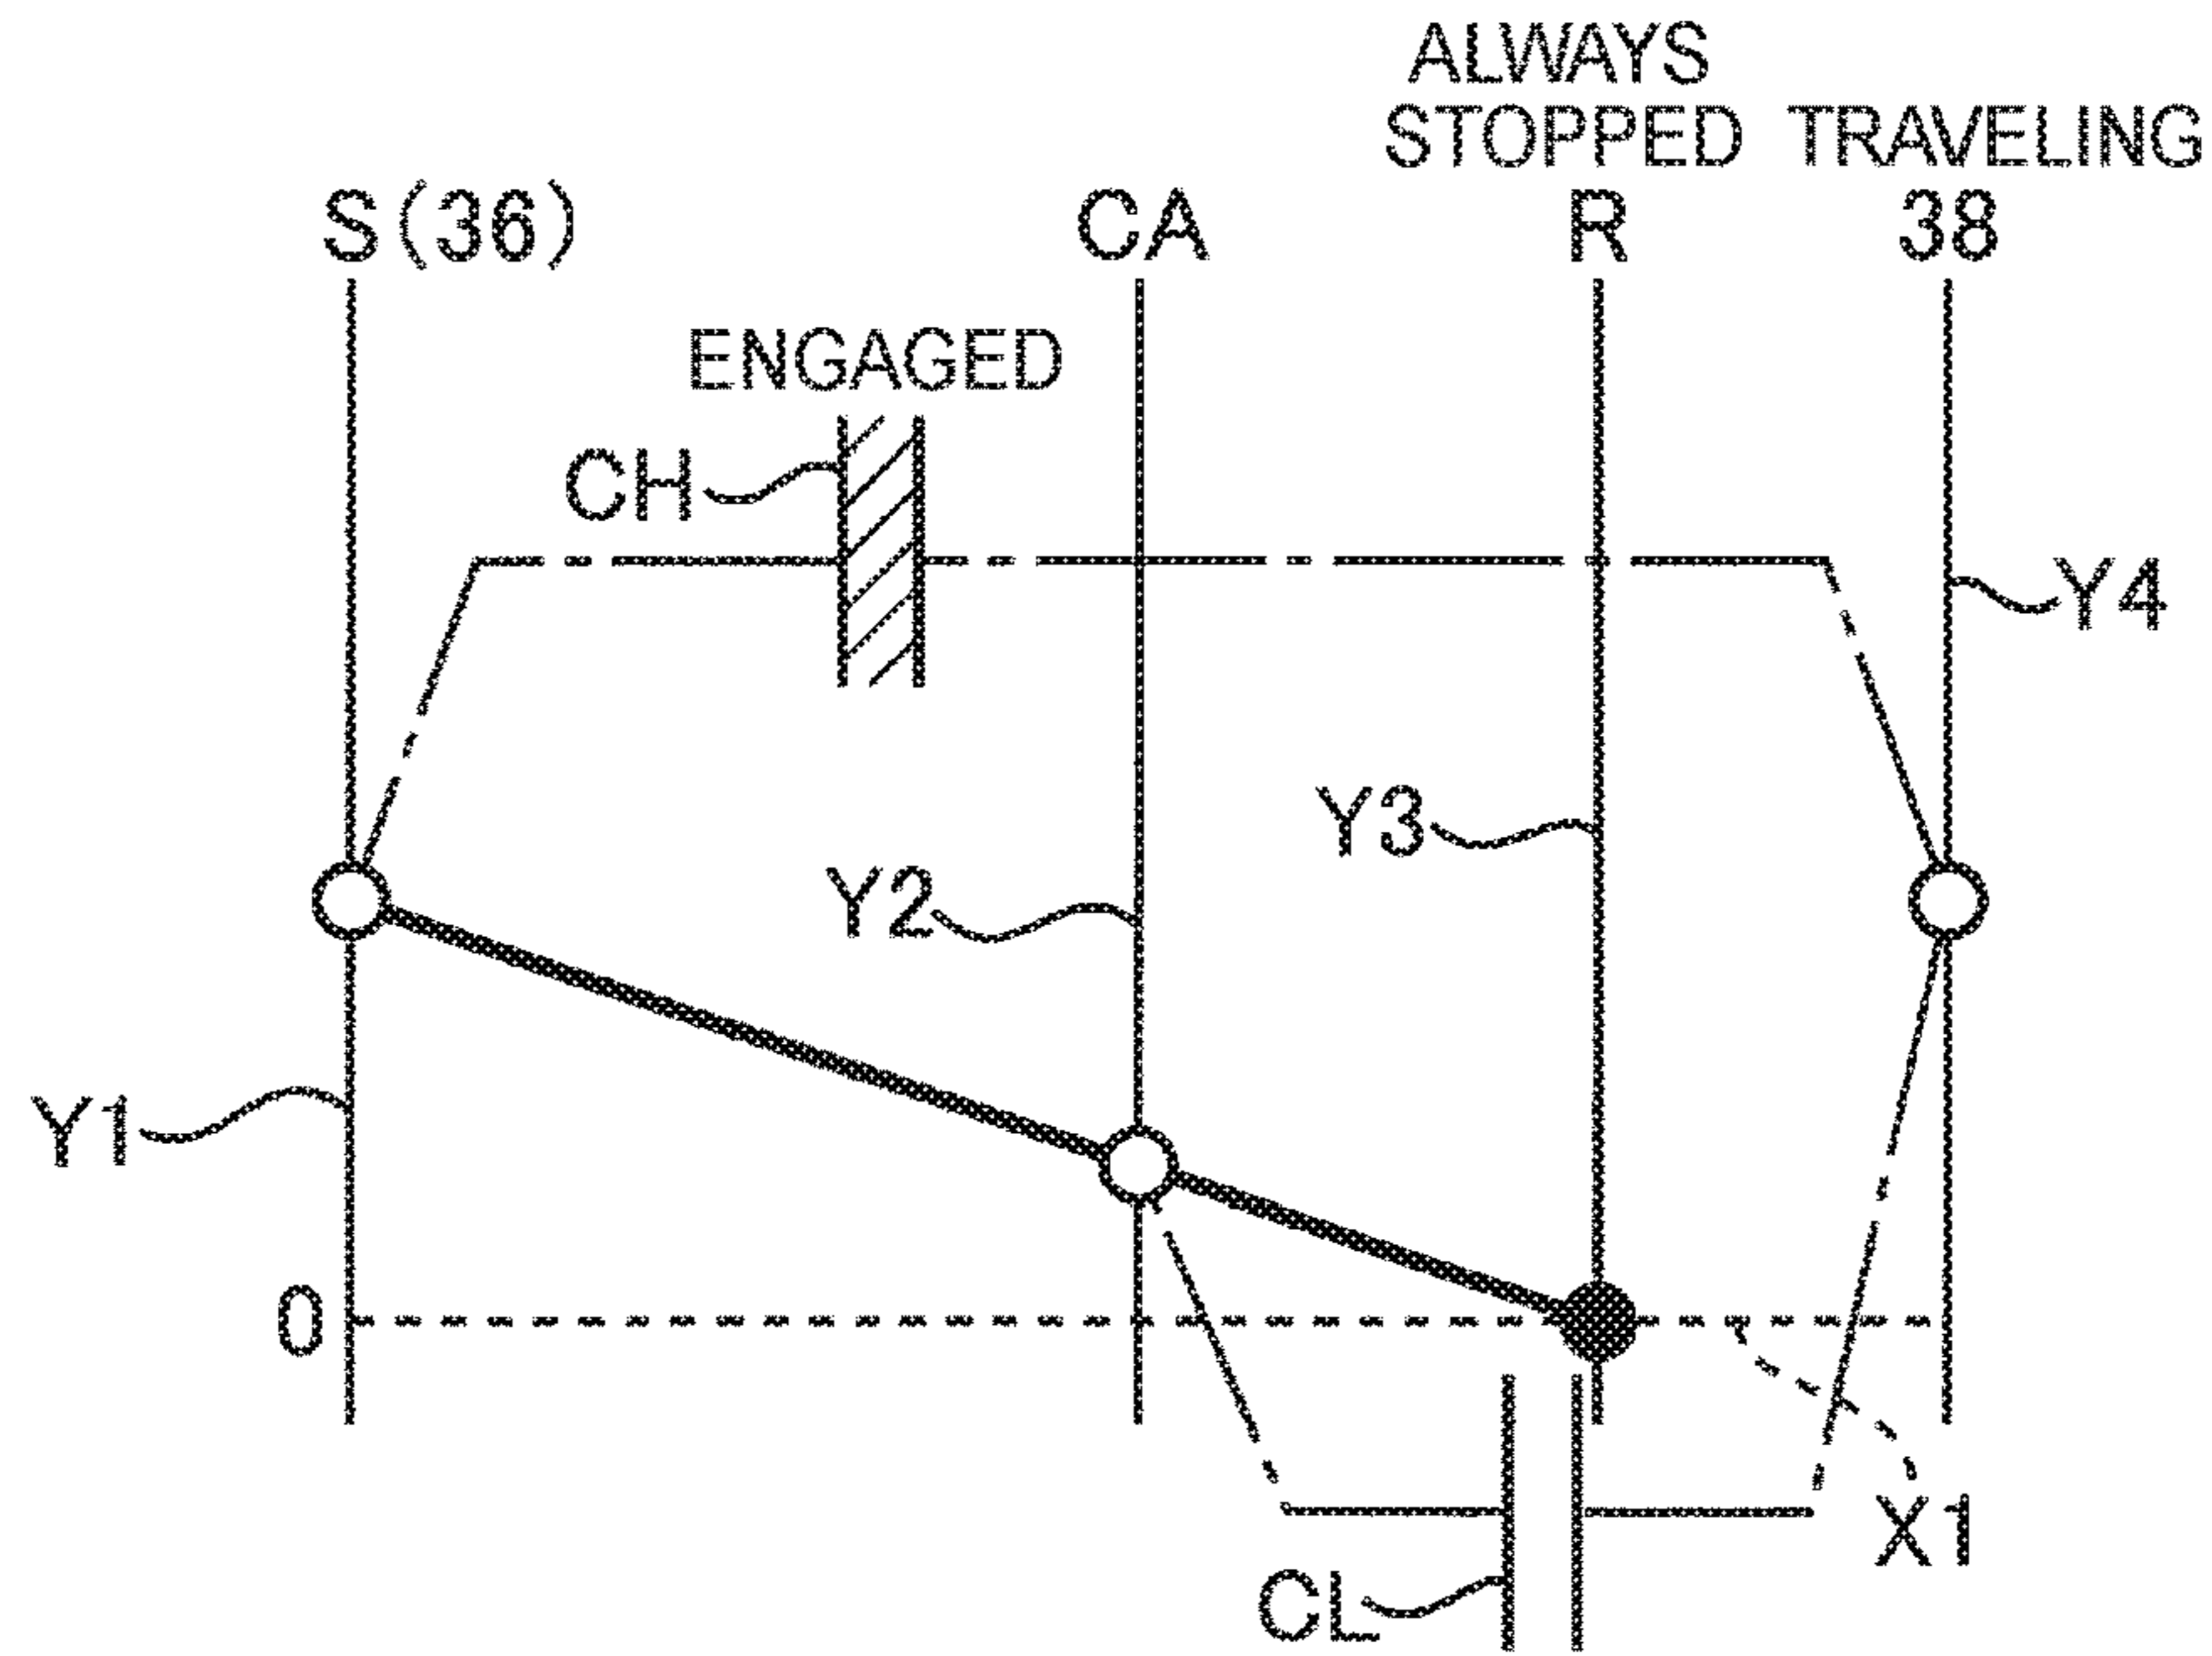 ALWAYS
STOPPED TRAVELING
S(36) CA R 38
ENGAGED
CH
Y4
Y3
Y2
Y1
0
X1
CL